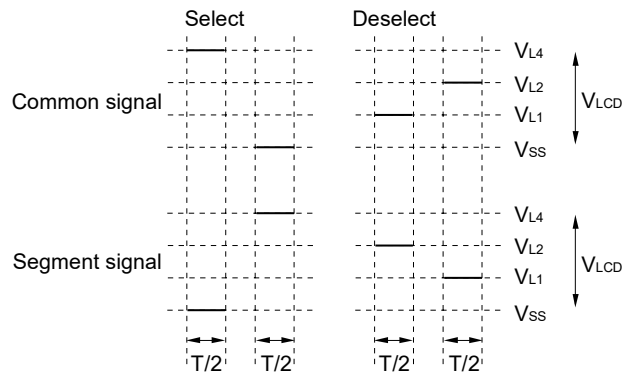 Select Deselect
VL4
VL2
Common signal VLCD
VL1
VSS
VL4
VL2
Segment signal VLCD
VL1
VSS
T/2 T/2 T/2 T/2